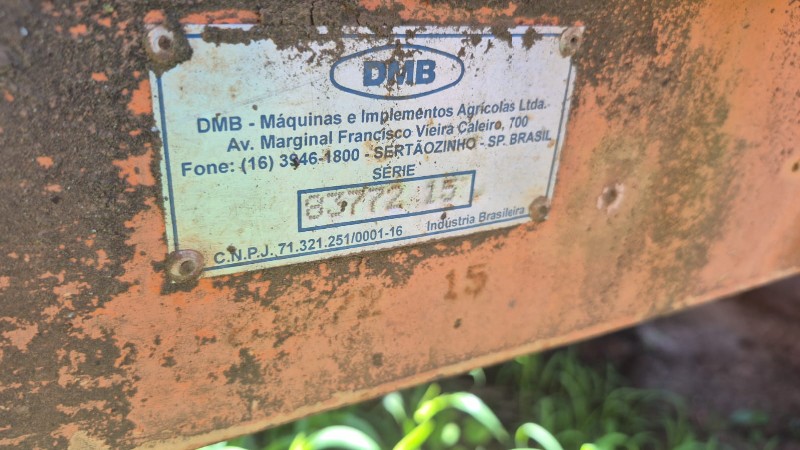 DMB
DMB - Máquinas e Implementos Agrícolas Ltda.
Av. Marginal Francisco Vieira Caleiro, 700
Fone: (16) 3946-1800 - SERTÃOZINHO - SP. BRASIL
SÉRIE
83772 15
C.N.P.J. 71.321.251/0001-16 Indústria Brasileira
72 15